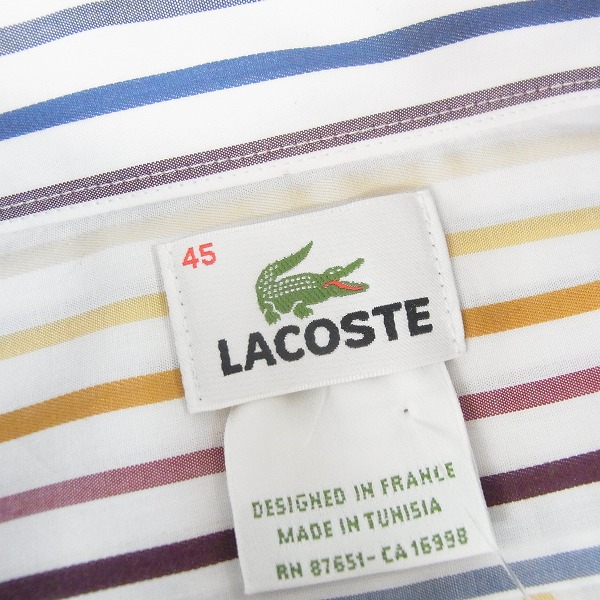 45
LACOSTE
DESIGNED IN FRANCE
MADE IN TUNISIA
RN 87651-CA 16998